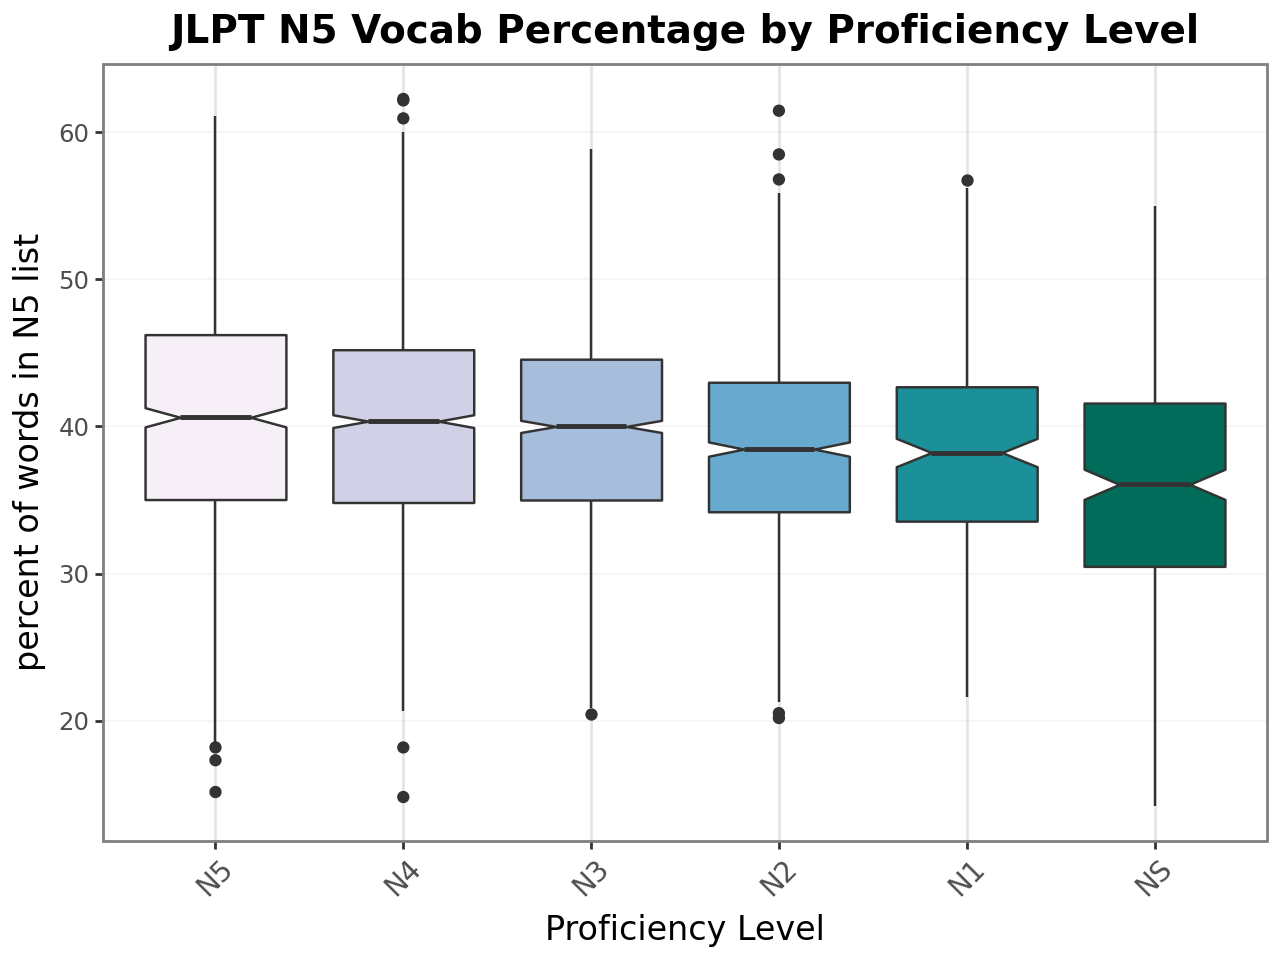 JLPT N5 Vocab Percentage by Proficiency Level
percent of words in N5 list
60
50
40
30
20
N5
N4
N3
N2
N1
NS
Proficiency Level